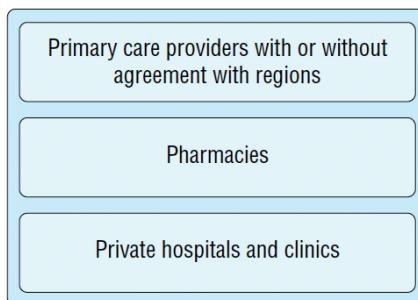 Primary care providers with or without
agreement with regions
Pharmacies
Private hospitals and clinics